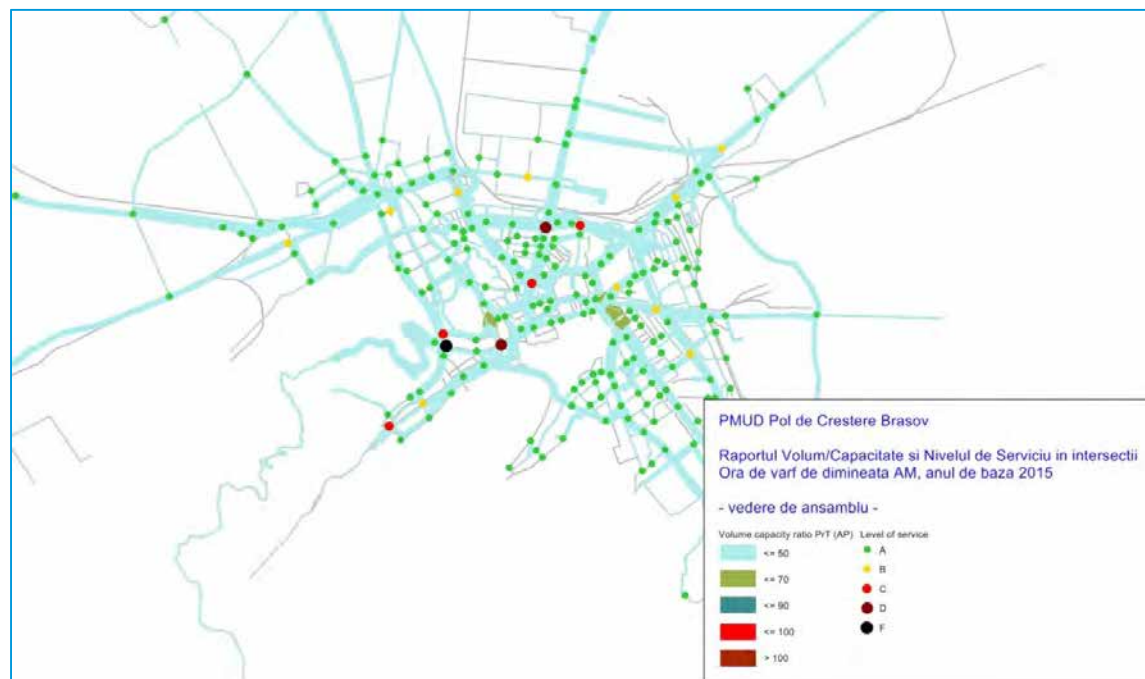 PMUD Pol de Crestere Brasov
Raportul Volum/Capacitate si Nivelul de Serviciu in intersectii
Ora de varf de dimineata AM, anul de baza 2015
- vedere de ansamblu -
Volume capacity ratio PrT (AP) Level of service
<= 50 A
<= 70 B
<= 90 C
<= 100 D
> 100 F